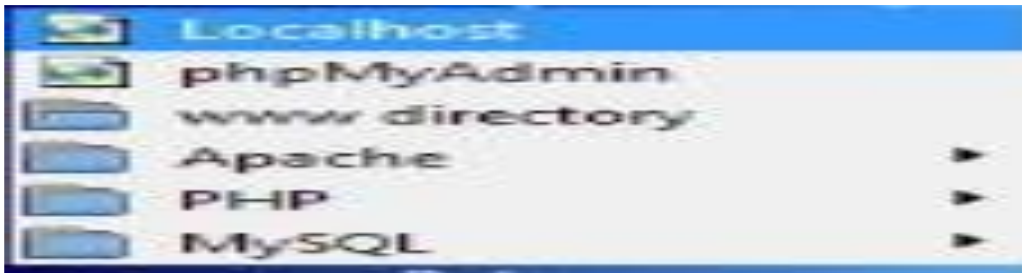 Localhost
phpMyAdmin
www directory
Apache
PHP
MySQL